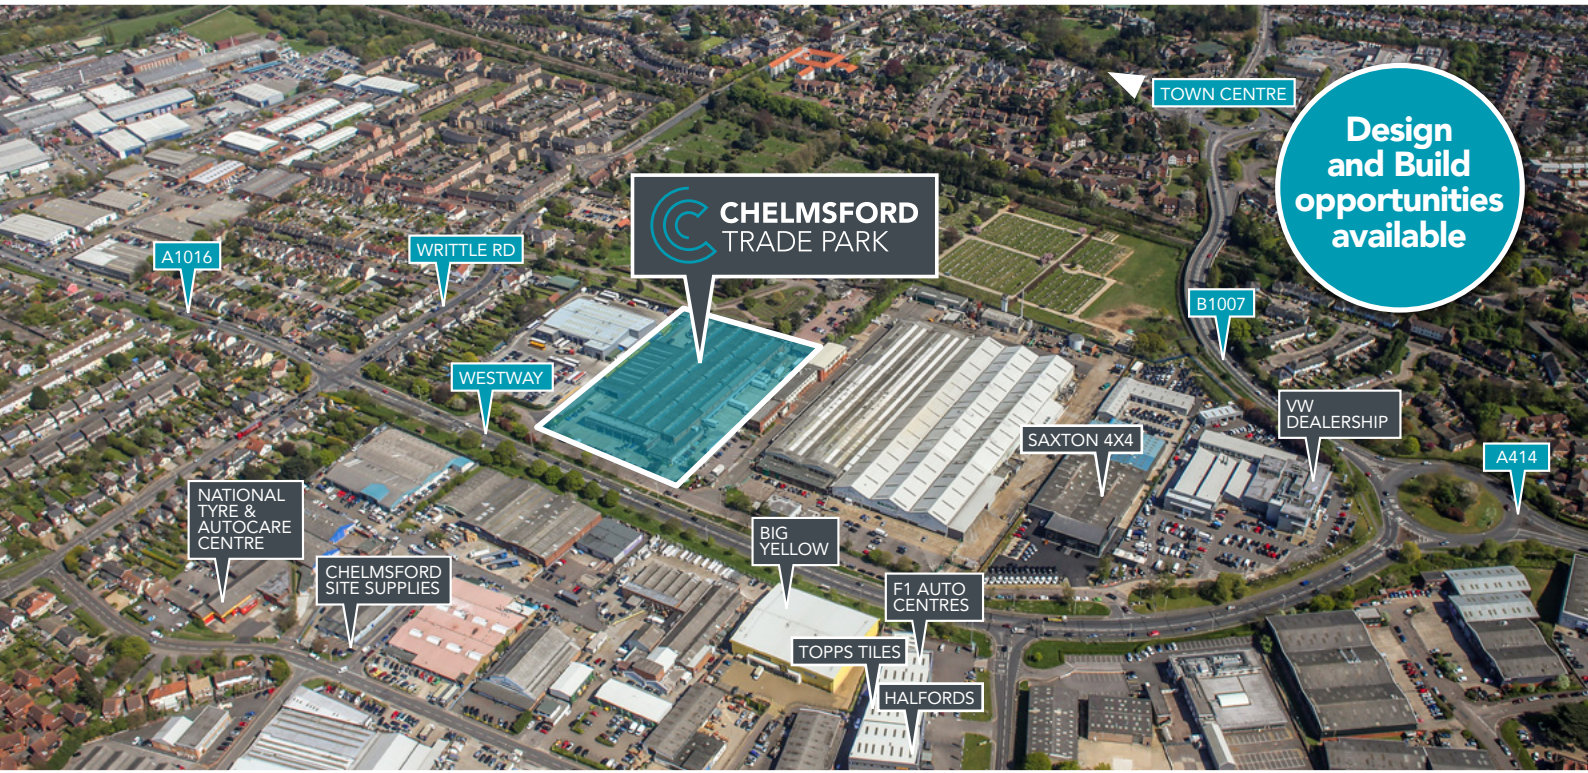 TOWN CENTRE
Design
and Build
opportunities
available
CHELMSFORD
TRADE PARK
A1016
WRITTLE RD
B1007
WESTWAY
VW
DEALERSHIP
SAXTON 4X4
A414
NATIONAL
TYRE &
AUTOCARE
CENTRE
BIG
YELLOW
CHELMSFORD
SITE SUPPLIES
F1 AUTO
CENTRES
TOPPS TILES
HALFORDS